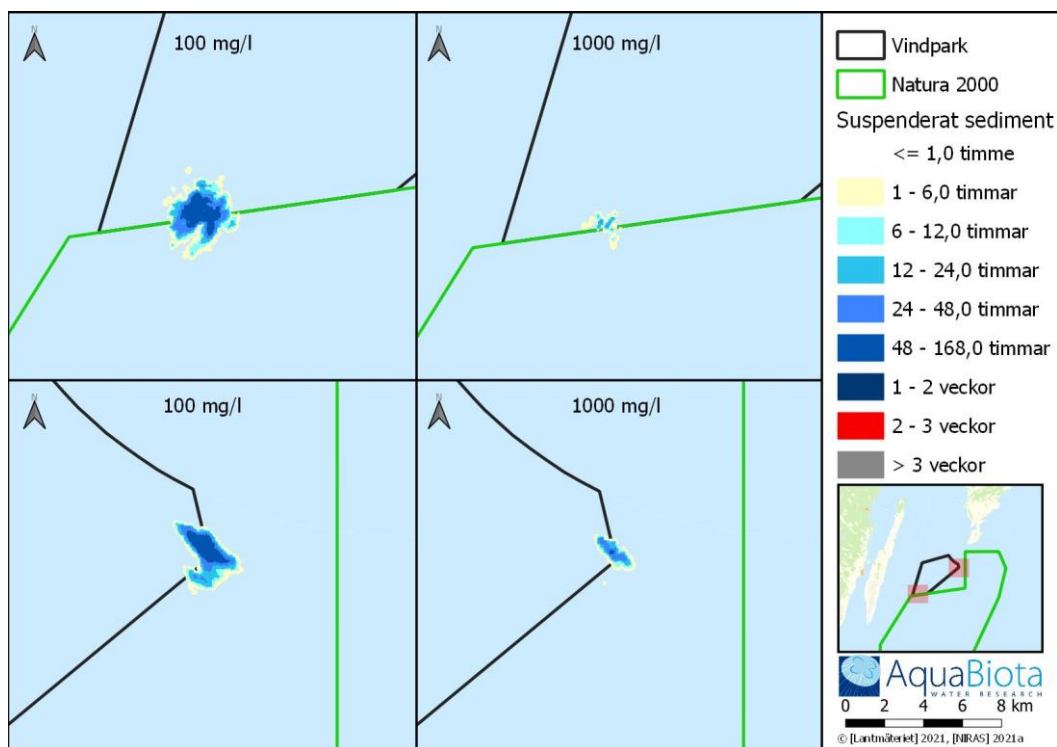 N
100 mg/l
N
1000 mg/l
N
100 mg/l
N
1000 mg/l
Vindpark
Natura 2000
Suspenderat sediment
<= 1,0 timme
1 - 6,0 timmar
6 - 12,0 timmar
12 - 24,0 timmar
24 - 48,0 timmar
48 - 168,0 timmar
1 - 2 veckor
2 - 3 veckor
> 3 veckor
AquaBiota
WATER RESEARCH
0 2 4 6 8 km
© [Lantmäteriet] 2021, [NIRAS] 2021a